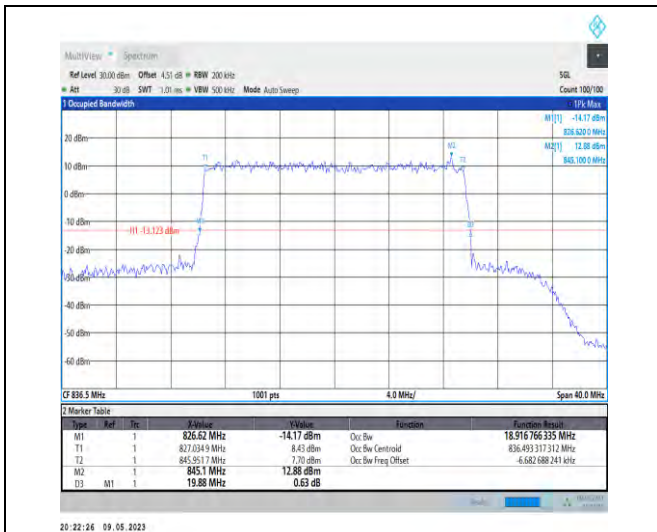 MultiView Spectrum
Ref Level 30.00 dBm Offset 4.51 dB RBW 200 kHz SGL
Att 30 dB SWT 1.01 ms VBW 500 kHz Mode Auto Sweep Count 100/100
1 Occupied Bandwidth 1Pk Max
M1[1] -14.17 dBm
826.620 0 MHz
M2[1] 12.88 dBm
845.100 0 MHz
20 dBm
M2
T1 T2
10 dBm
0 dBm
-10 dBm
H1 -13.123 dBm
-20 dBm
-30 dBm
-40 dBm
-50 dBm
-60 dBm
CF 836.5 MHz 1001 pts 4.0 MHz/ Span 40.0 MHz
2 Marker Table
Type Ref Trc X-Value Y-Value Function Function Result
M1 1 826.62 MHz -14.17 dBm Occ Bw 18.916 766 335 MHz
T1 1 827.034 9 MHz 8.43 dBm Occ Bw Centroid 836.493 317 312 MHz
T2 1 845.951 7 MHz 7.70 dBm Occ Bw Freq Offset -6.682 688 241 kHz
M2 1 845.1 MHz 12.88 dBm
D3 M1 1 19.88 MHz 0.63 dB
20:22:26 09.05.2023